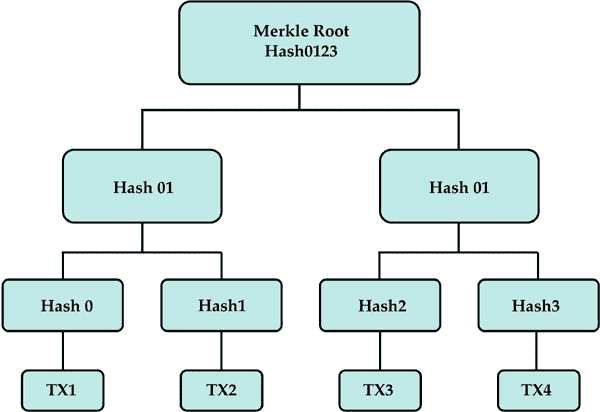 Merkle Root
Hash0123
Hash 01
Hash 01
Hash 0
Hash1
Hash2
Hash3
TX1
TX2
TX3
TX4